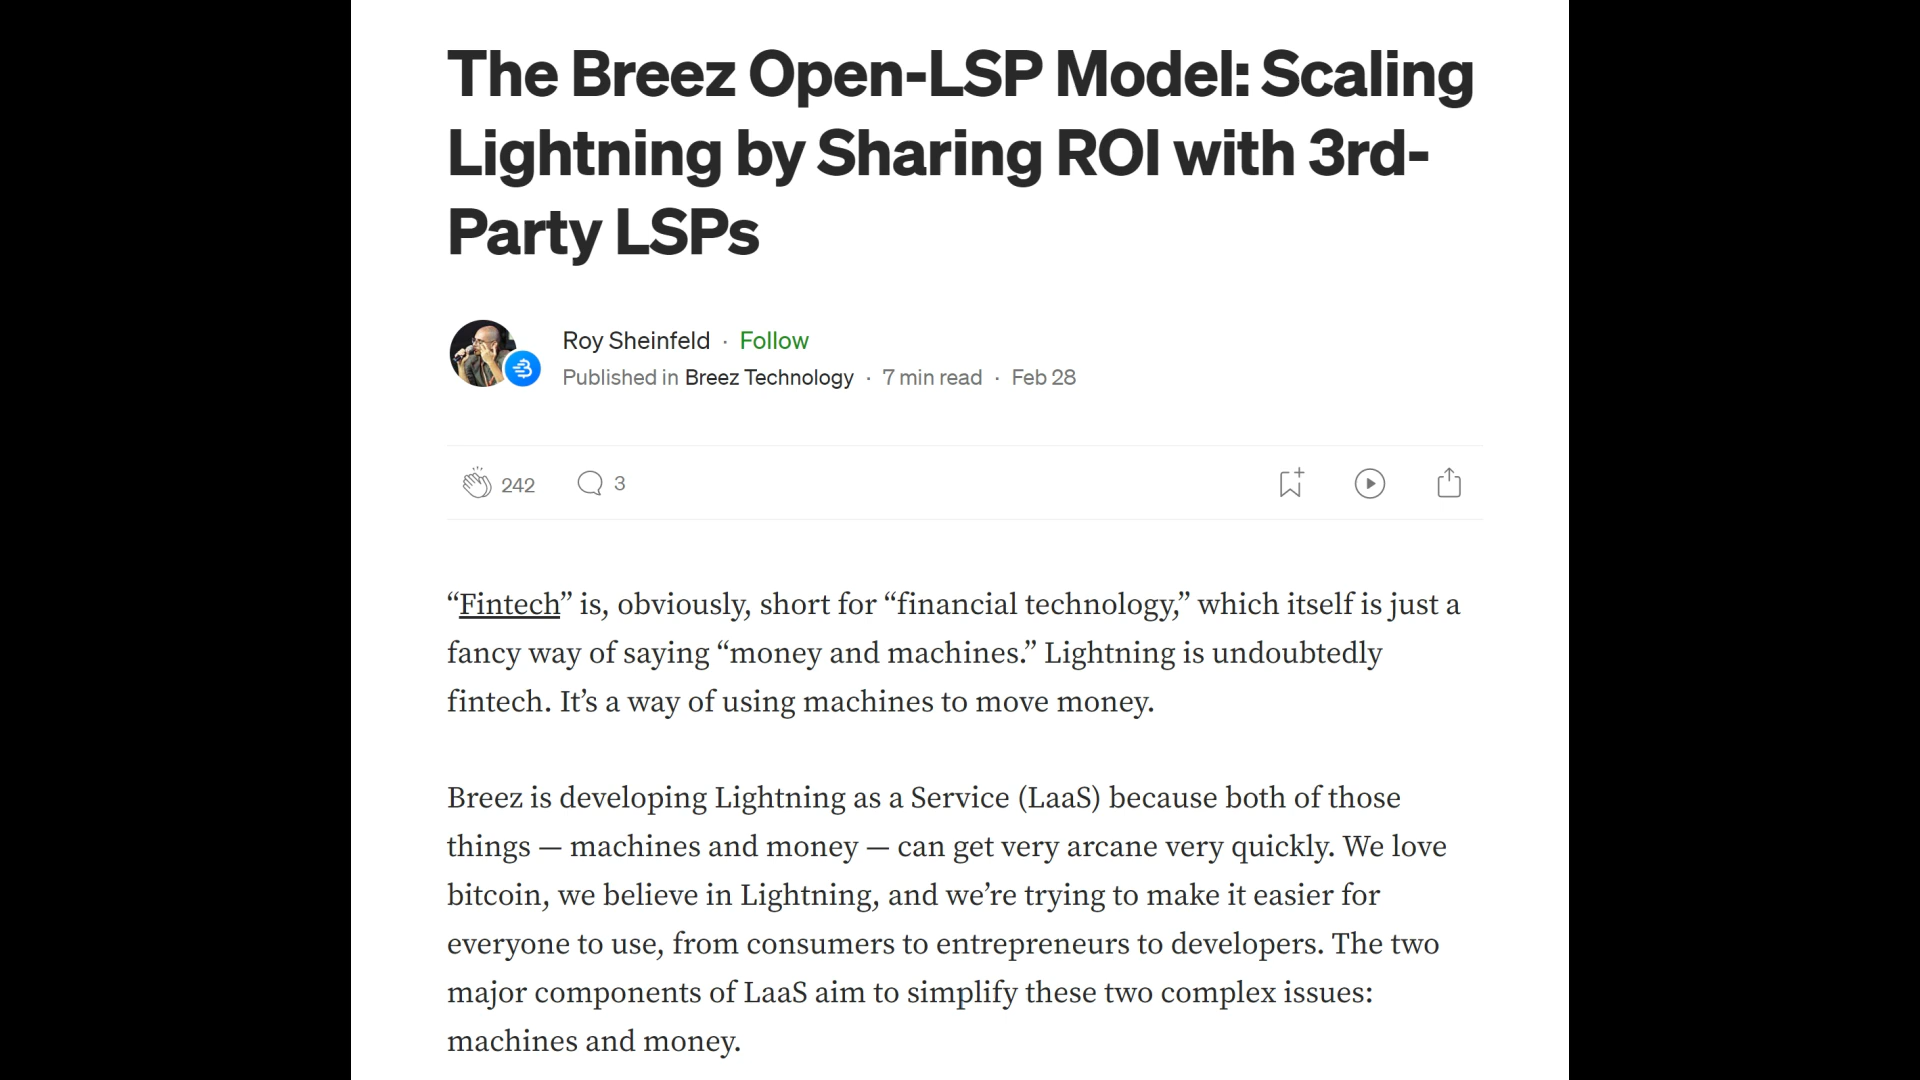 The Breez Open-LSP Model: Scaling
Lightning by Sharing ROI with 3rd-
Party LSPs
Roy Sheinfeld · Follow
Published in Breez Technology · 7 min read · Feb 28
242 3
“Fintech” is, obviously, short for “financial technology,” which itself is just a
fancy way of saying “money and machines.” Lightning is undoubtedly
fintech. It’s a way of using machines to move money.
Breez is developing Lightning as a Service (LaaS) because both of those
things — machines and money — can get very arcane very quickly. We love
bitcoin, we believe in Lightning, and we’re trying to make it easier for
everyone to use, from consumers to entrepreneurs to developers. The two
major components of LaaS aim to simplify these two complex issues:
machines and money.